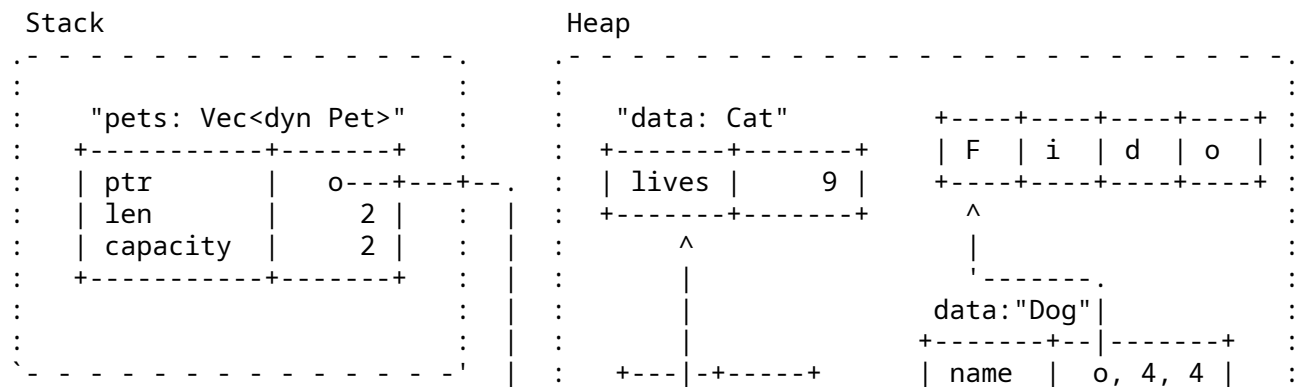 Stack
Heap
"pets: Vec<dyn Pet>"
"data: Cat"
F i d o
ptr o
lives 9
len 2
capacity 2
data:"Dog"
name o, 4, 4